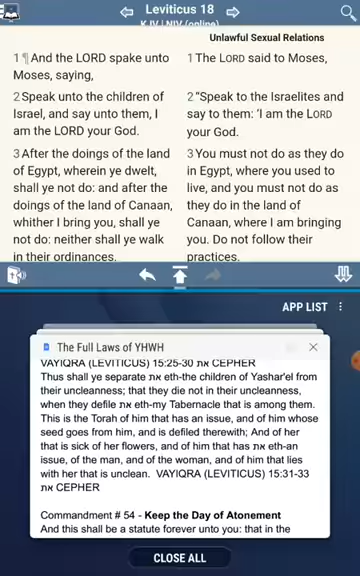 Leviticus 18
KJV | NIV (online)
Unlawful Sexual Relations
1 ¶ And the LORD spake unto
Moses, saying,
2 Speak unto the children of
Israel, and say unto them, I
am the LORD your God.
3 After the doings of the land
of Egypt, wherein ye dwelt,
shall ye not do: and after the
doings of the land of Canaan,
whither I bring you, shall ye
not do: neither shall ye walk
in their ordinances.
1 The LORD said to Moses,
2 “Speak to the Israelites and
say to them: ‘I am the LORD
your God.
3 You must not do as they do
in Egypt, where you used to
live, and you must not do as
they do in the land of
Canaan, where I am bringing
you. Do not follow their
practices.
APP LIST
The Full Laws of YHWH
VAYIQRA (LEVITICUS) 15:25-30 את CEPHER
Thus shall ye separate את eth-the children of Yashar'el from
their uncleanness; that they die not in their uncleanness,
when they defile את eth-my Tabernacle that is among them.
This is the Torah of him that has an issue, and of him whose
seed goes from him, and is defiled therewith; And of her
that is sick of her flowers, and of him that has את eth-an
issue, of the man, and of the woman, and of him that lies
with her that is unclean. VAYIQRA (LEVITICUS) 15:31-33
את CEPHER
Commandment # 54 - Keep the Day of Atonement
And this shall be a statute forever unto you: that in the
CLOSE ALL